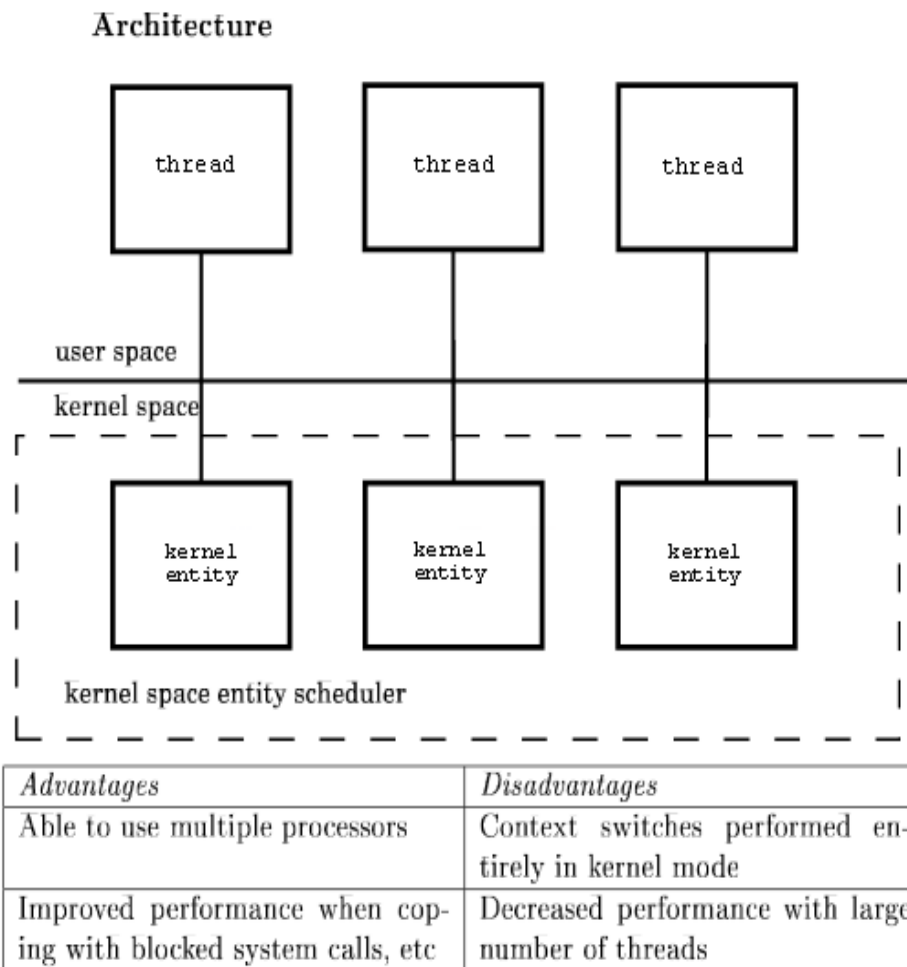 Architecture
thread
thread
thread
user space
kernel space
kernel
entity
kernel
entity
kernel
entity
kernel space entity scheduler
Advantages
Disadvantages
Able to use multiple processors
Context switches performed en-
tirely in kernel mode
Improved performance when cop-
ing with blocked system calls, etc
Decreased performance with large
number of threads